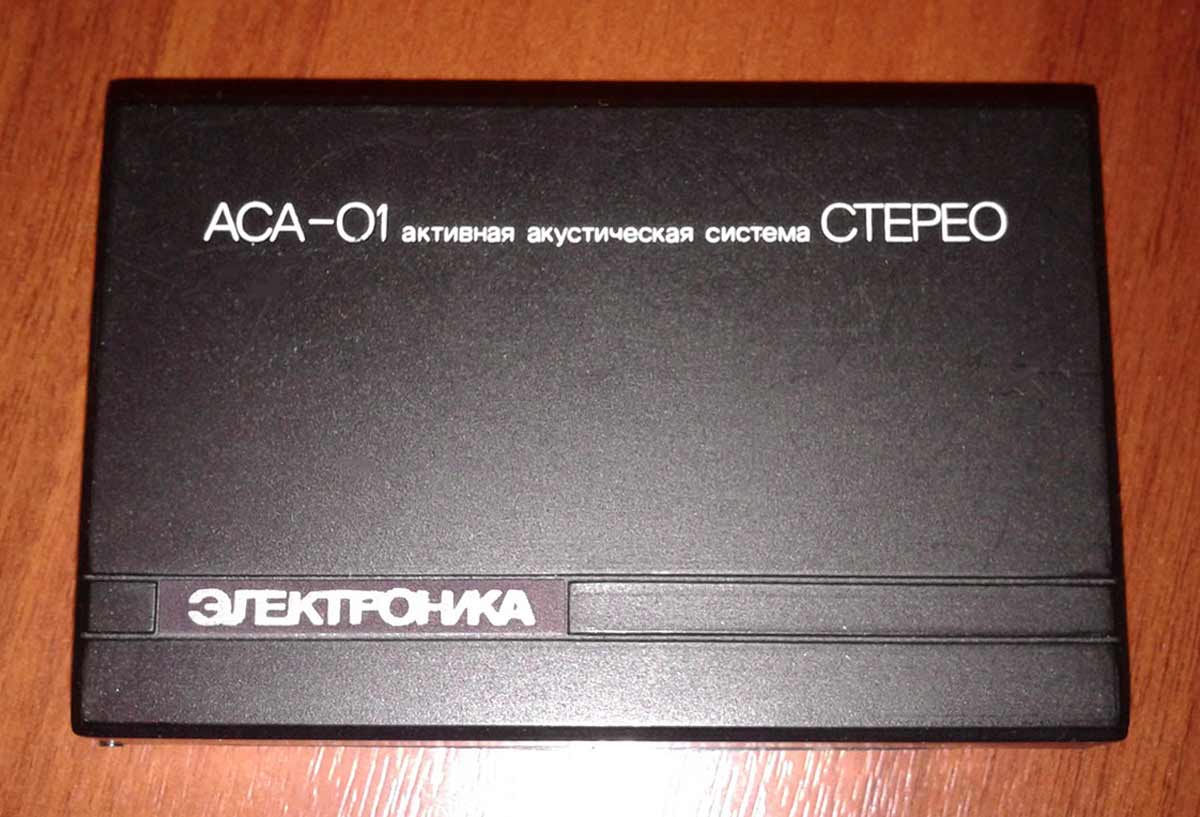 АСА-01 активная акустическая система СТЕРЕО
ЭЛЕКТРОНИКА